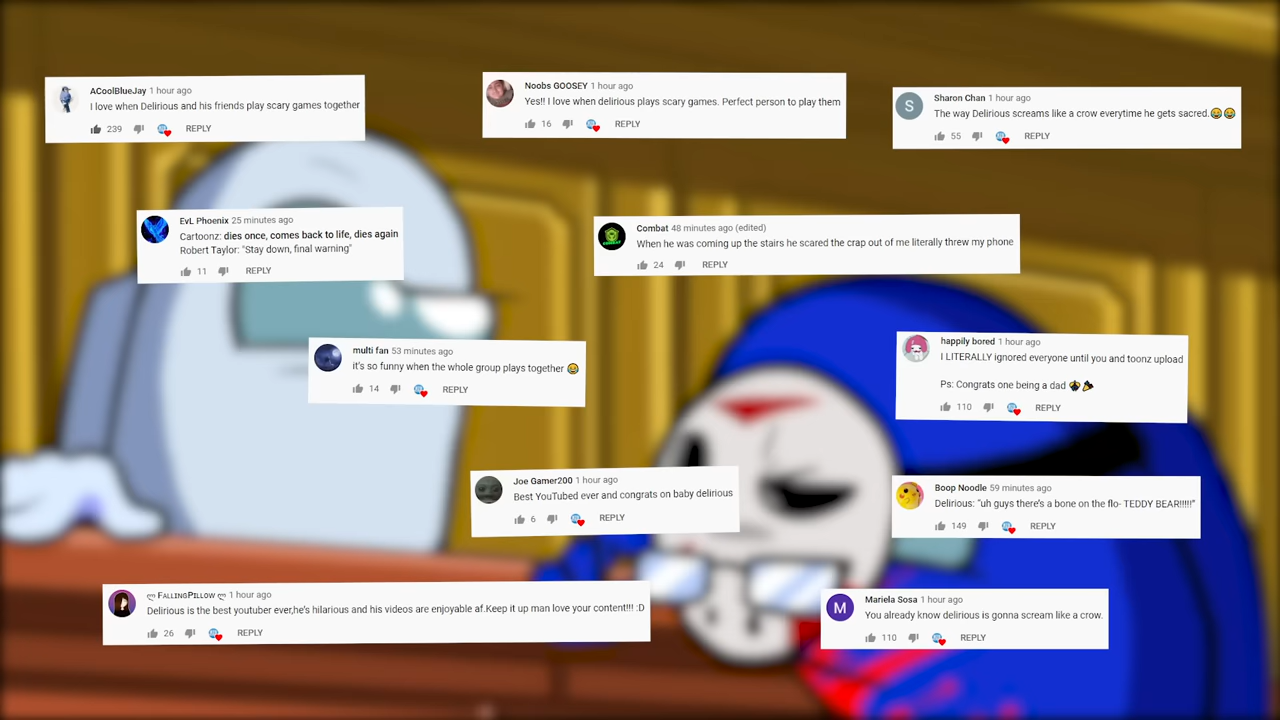 ACoolBlueJay 1 hour ago
I love when Delirious and his friends play scary games together
239 REPLY
Noobs GOOSEY 1 hour ago
Yes!! I love when delirious plays scary games. Perfect person to play them
16 REPLY
Sharon Chan 1 hour ago
The way Delirious screams like a crow everytime he gets sacred.😂😂
55 REPLY
EvL Phoenix 25 minutes ago
Cartoonz: dies once, comes back to life, dies again
Robert Taylor: "Stay down, final warning"
11 REPLY
Combat 48 minutes ago (edited)
When he was coming up the stairs he scared the crap out of me literally threw my phone
24 REPLY
multi fan 53 minutes ago
it's so funny when the whole group plays together 😂
14 REPLY
happily bored 1 hour ago
I LITERALLY ignored everyone until you and toonz upload
Ps: Congrats one being a dad
110 REPLY
Joe Gamer200 1 hour ago
Best YouTubed ever and congrats on baby delirious
6 REPLY
Boop Noodle 59 minutes ago
Delirious: "uh guys there's a bone on the flo- TEDDY BEAR!!!!!"
149 REPLY
ღ FᴀʟʟɪɴɢPɪʟʟᴏᴡ ღ 1 hour ago
Delirious is the best youtuber ever,he's hilarious and his videos are enjoyable af.Keep it up man love your content!!! :D
26 REPLY
M
Mariela Sosa 1 hour ago
You already know delirious is gonna scream like a crow.
110 REPLY